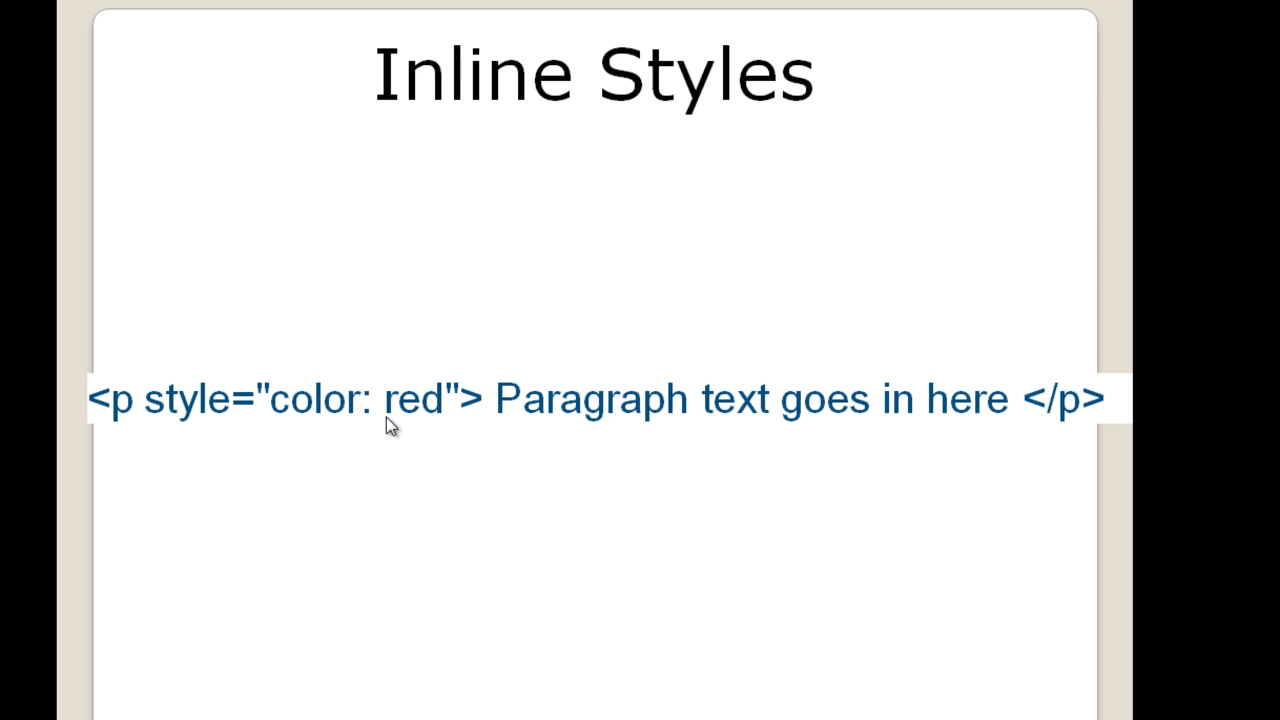 Inline Styles
<p style="color: red"> Paragraph text goes in here </p>